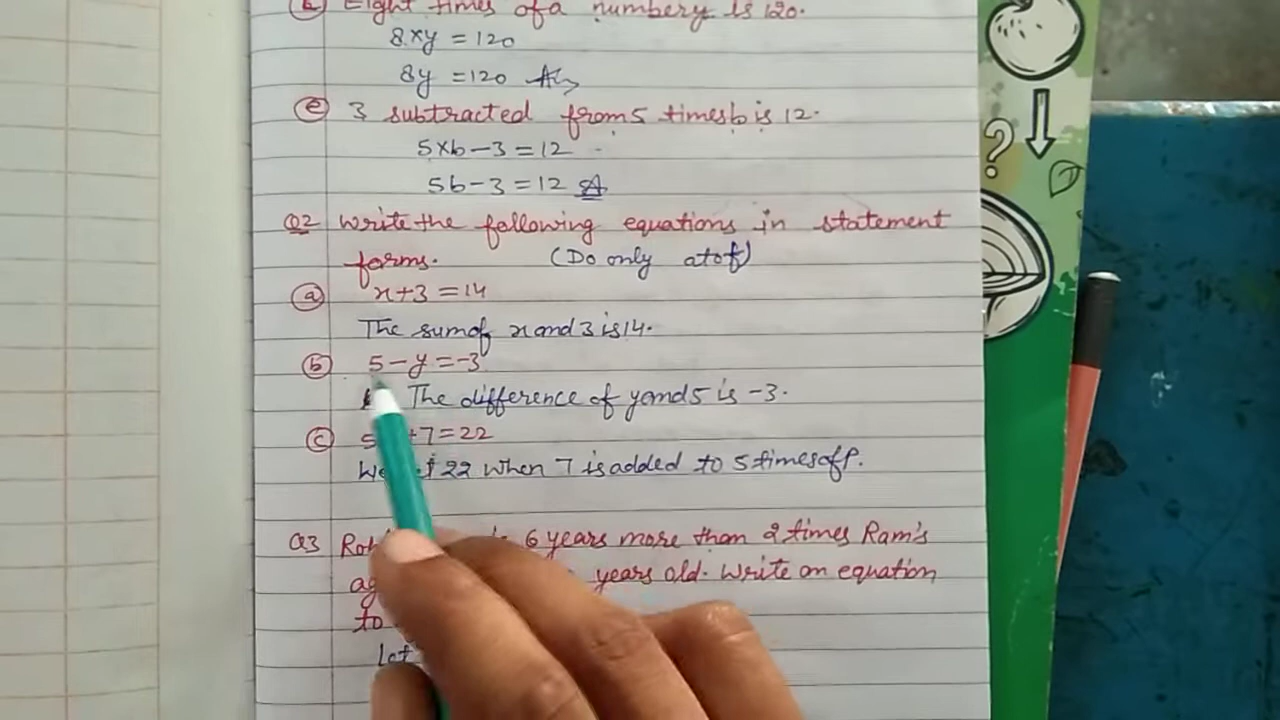 Eight times of a number y is 120.
8 × y = 120
8y = 120 Ans
(e) 3 subtracted from 5 times b is 12.
5×b - 3 = 12
5b - 3 = 12 A
Q2 Write the following equations in statement
forms. (Do only a to f)
(a) x + 3 = 14
The sum of x and 3 is 14.
(b) 5 - y = -3
The difference of y and 5 is -3.
(c) +7 = 22
22 when 7 is added to 5 times of P.
Q3 6 years more than 2 times Ram's
years old. Write an equation
to
Let
?